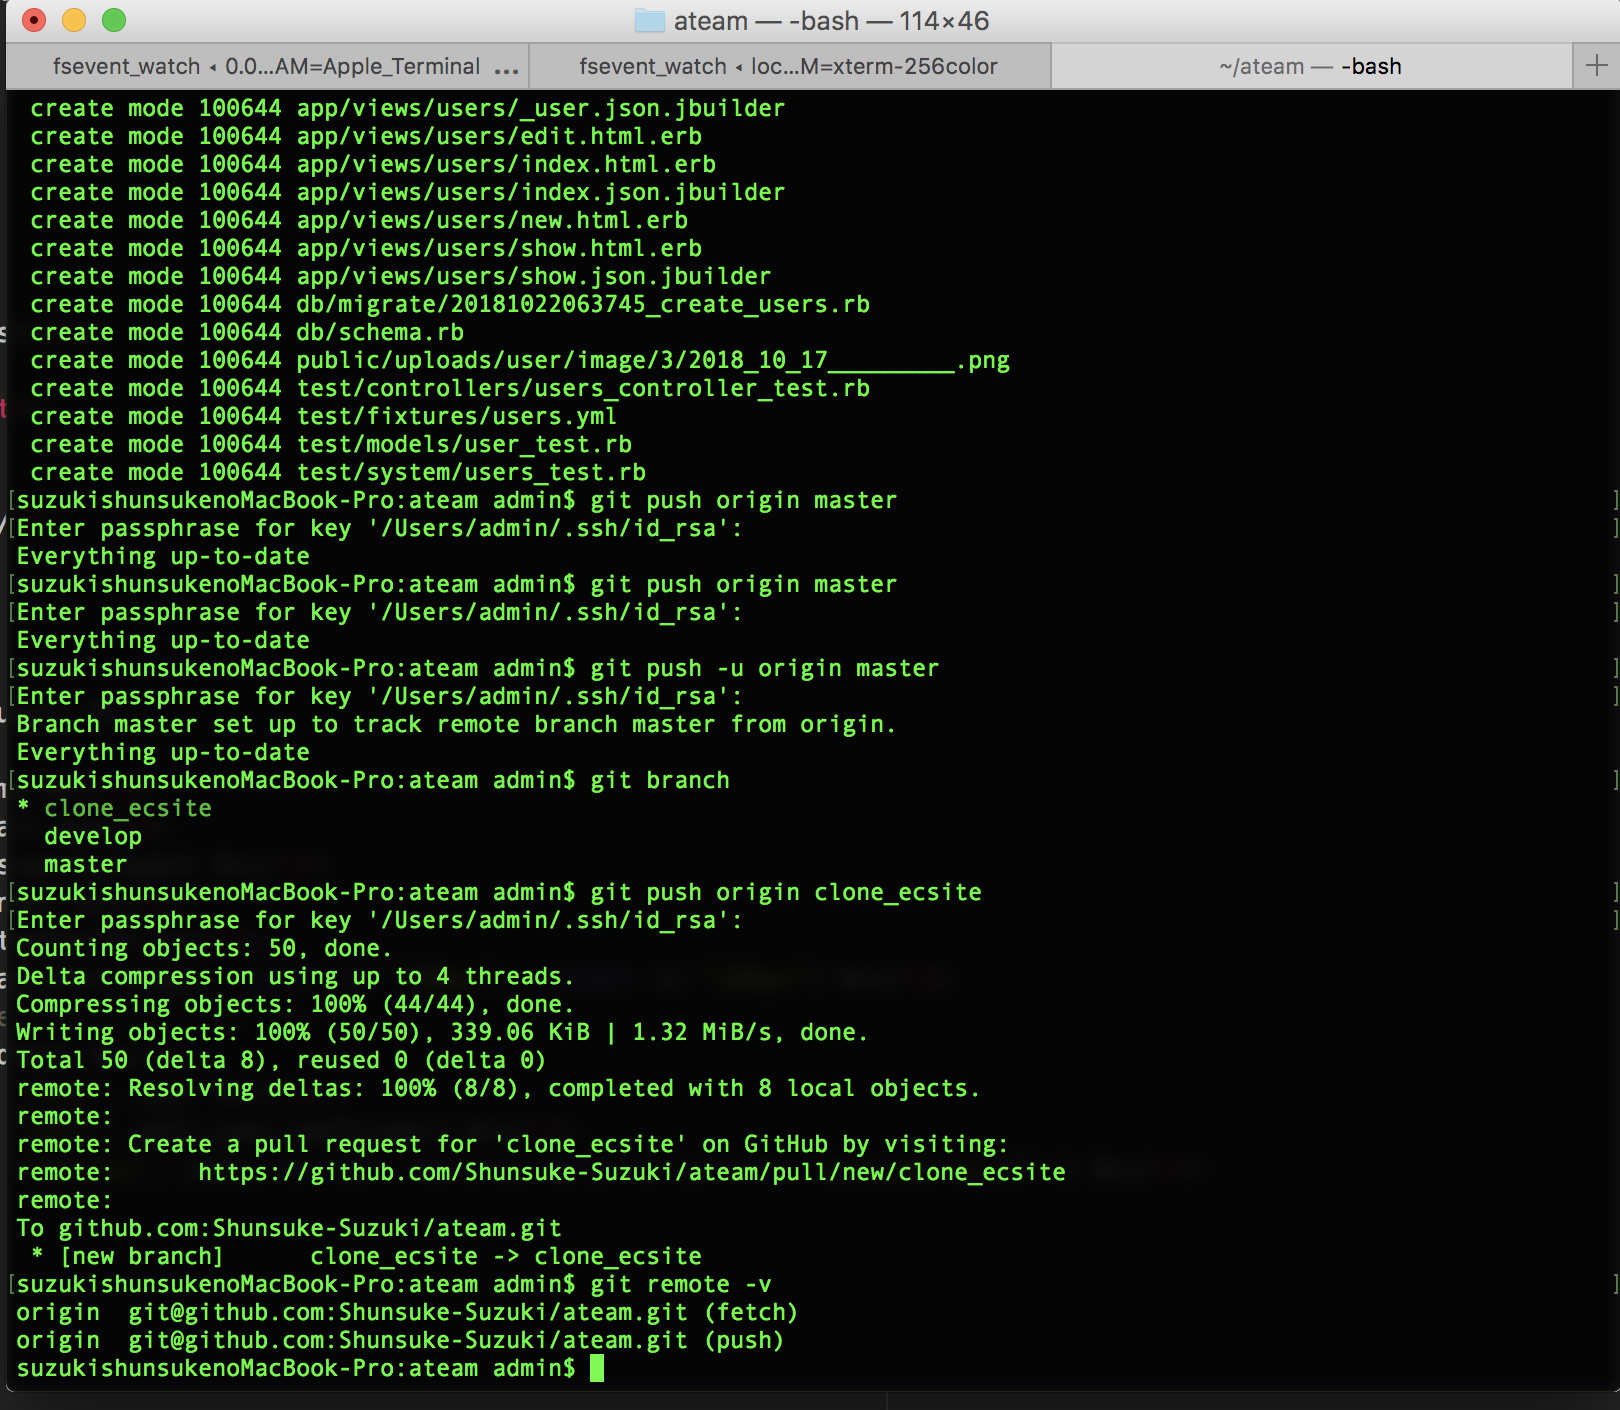 ateam — -bash — 114×46
fsevent_watch ◂ 0.0...AM=Apple_Terminal ... fsevent_watch ◂ loc...M=xterm-256color ~/ateam — -bash +
create mode 100644 app/views/users/_user.json.jbuilder
create mode 100644 app/views/users/edit.html.erb
create mode 100644 app/views/users/index.html.erb
create mode 100644 app/views/users/index.json.jbuilder
create mode 100644 app/views/users/new.html.erb
create mode 100644 app/views/users/show.html.erb
create mode 100644 app/views/users/show.json.jbuilder
create mode 100644 db/migrate/20181022063745_create_users.rb
create mode 100644 db/schema.rb
create mode 100644 public/uploads/user/image/3/2018_10_17_________.png
create mode 100644 test/controllers/users_controller_test.rb
create mode 100644 test/fixtures/users.yml
create mode 100644 test/models/user_test.rb
create mode 100644 test/system/users_test.rb
[suzukishunsukenoMacBook-Pro:ateam admin$ git push origin master ]
[Enter passphrase for key '/Users/admin/.ssh/id_rsa': ]
Everything up-to-date
[suzukishunsukenoMacBook-Pro:ateam admin$ git push origin master ]
[Enter passphrase for key '/Users/admin/.ssh/id_rsa': ]
Everything up-to-date
[suzukishunsukenoMacBook-Pro:ateam admin$ git push -u origin master ]
[Enter passphrase for key '/Users/admin/.ssh/id_rsa': ]
Branch master set up to track remote branch master from origin.
Everything up-to-date
[suzukishunsukenoMacBook-Pro:ateam admin$ git branch ]
* clone_ecsite
develop
master
[suzukishunsukenoMacBook-Pro:ateam admin$ git push origin clone_ecsite ]
[Enter passphrase for key '/Users/admin/.ssh/id_rsa': ]
Counting objects: 50, done.
Delta compression using up to 4 threads.
Compressing objects: 100% (44/44), done.
Writing objects: 100% (50/50), 339.06 KiB | 1.32 MiB/s, done.
Total 50 (delta 8), reused 0 (delta 0)
remote: Resolving deltas: 100% (8/8), completed with 8 local objects.
remote:
remote: Create a pull request for 'clone_ecsite' on GitHub by visiting:
remote: https://github.com/Shunsuke-Suzuki/ateam/pull/new/clone_ecsite
remote:
To github.com:Shunsuke-Suzuki/ateam.git
* [new branch] clone_ecsite -> clone_ecsite
[suzukishunsukenoMacBook-Pro:ateam admin$ git remote -v ]
origin git@github.com:Shunsuke-Suzuki/ateam.git (fetch)
origin git@github.com:Shunsuke-Suzuki/ateam.git (push)
suzukishunsukenoMacBook-Pro:ateam admin$